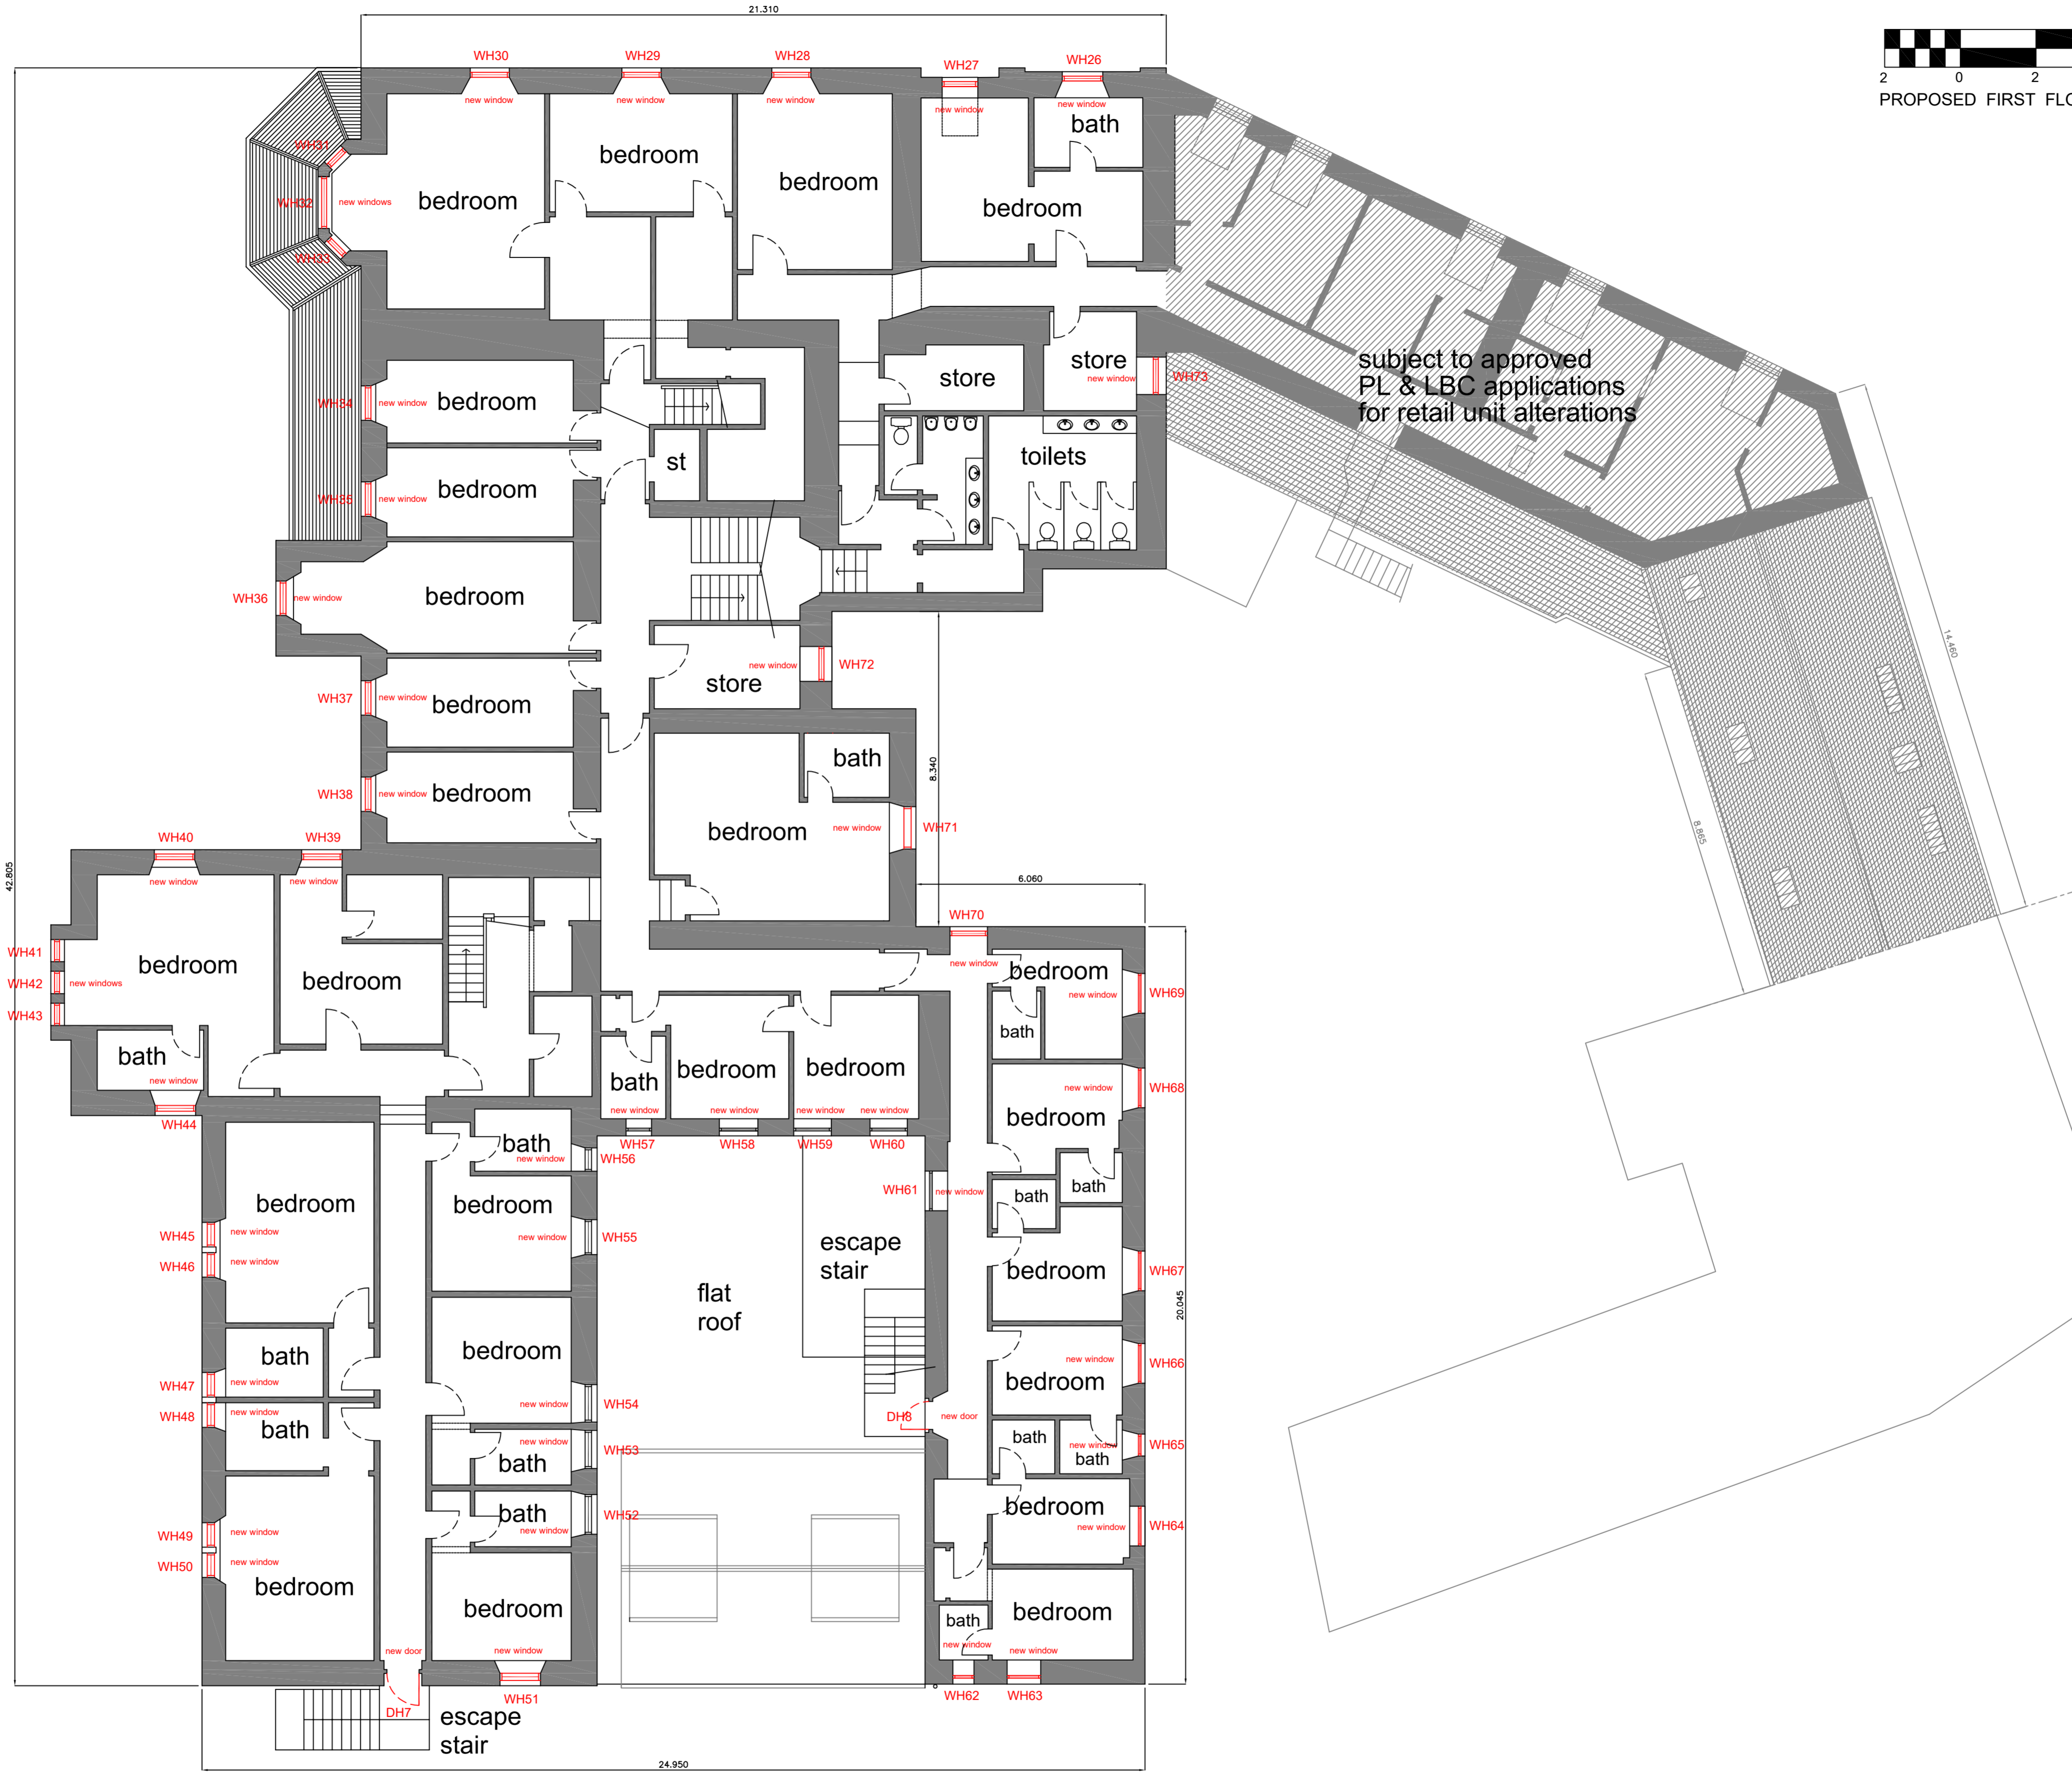 21.310
2 0 2
PROPOSED FIRST FLO
WH30
WH29
WH28
WH27
WH26
new window
new window
new window
new window
new window
bath
bedroom
bedroom
bedroom
bedroom
WH31
WH32
new windows
WH33
subject to approved
PL & LBC applications
for retail unit alterations
store
new window
WH73
store
WH34
new window
bedroom
st
toilets
WH35
new window
bedroom
WH36
new window
bedroom
14.460
new window
WH72
store
WH37
new window
bedroom
bath
8.340
WH38
new window
bedroom
bedroom
new window
WH71
8.865
WH40
WH39
42.805
new window
new window
6.060
WH70
WH41
bedroom
new window
bedroom
WH42
new windows
bedroom
new window
WH69
WH43
bath
bath
new window
bath
bedroom
bedroom
new window
WH68
new window
new window
new window
new window
bedroom
WH44
WH57
WH58
WH59
WH60
bath
new window
WH56
bath
WH61
new window
bath
bedroom
bedroom
WH45
new window
new window
WH55
escape
stair
WH46
new window
bedroom
WH67
flat
roof
20.045
bath
bedroom
new window
WH66
WH47
new window
bedroom
WH48
new window
new window
WH54
DH8
new door
bath
new window
WH53
bath
new window
WH65
bath
bath
bath
WH52
new window
bedroom
WH49
new window
new window
WH64
WH50
new window
bedroom
bedroom
bedroom
bath
new window
new window
new door
new window
WH51
WH62
WH63
DH7
escape
stair
24.950